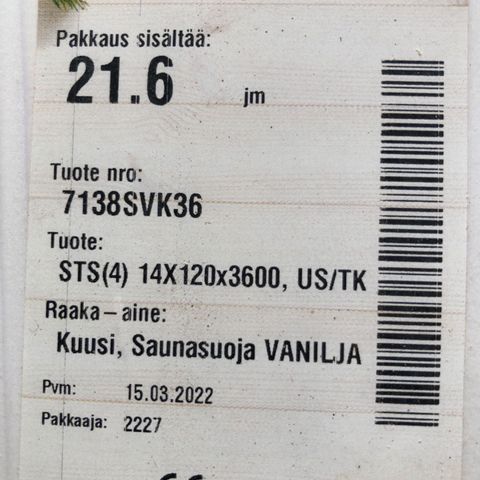 Pakkaus sisältää:
21.6 jm
Tuote nro:
7138SVK36
Tuote:
STS(4) 14X120x3600, US/TK
Raaka-aine:
Kuusi, Saunasuoja VANILJA
Pvm: 15.03.2022
Pakkaaja: 2227